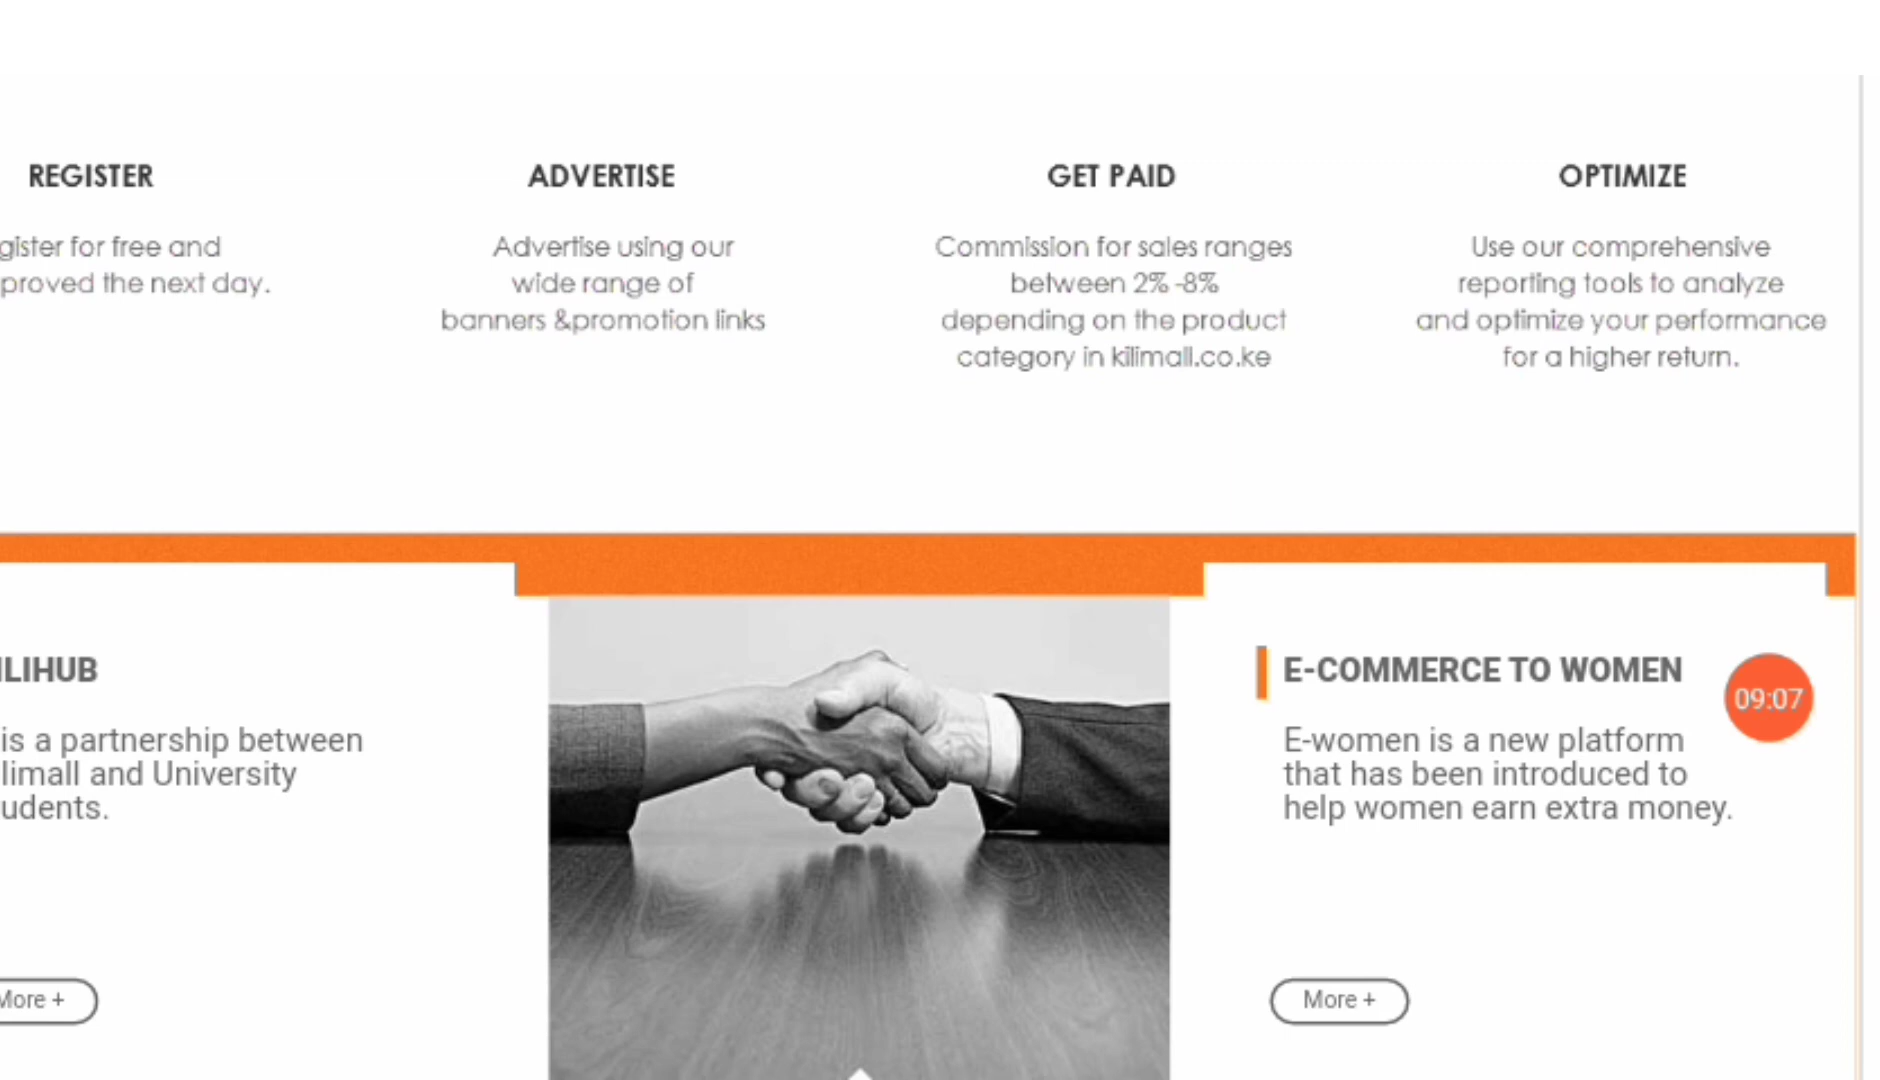 REGISTER
gister for free and
proved the next day.
ADVERTISE
Advertise using our
wide range of
banners &promotion links
GET PAID
Commission for sales ranges
between 2% -8%
depending on the product
category in kilimall.co.ke
OPTIMIZE
Use our comprehensive
reporting tools to analyze
and optimize your performance
for a higher return.
ILIHUB
is a partnership between
limall and University
udents.
More +
E-COMMERCE TO WOMEN
09:07
E-women is a new platform
that has been introduced to
help women earn extra money.
More +